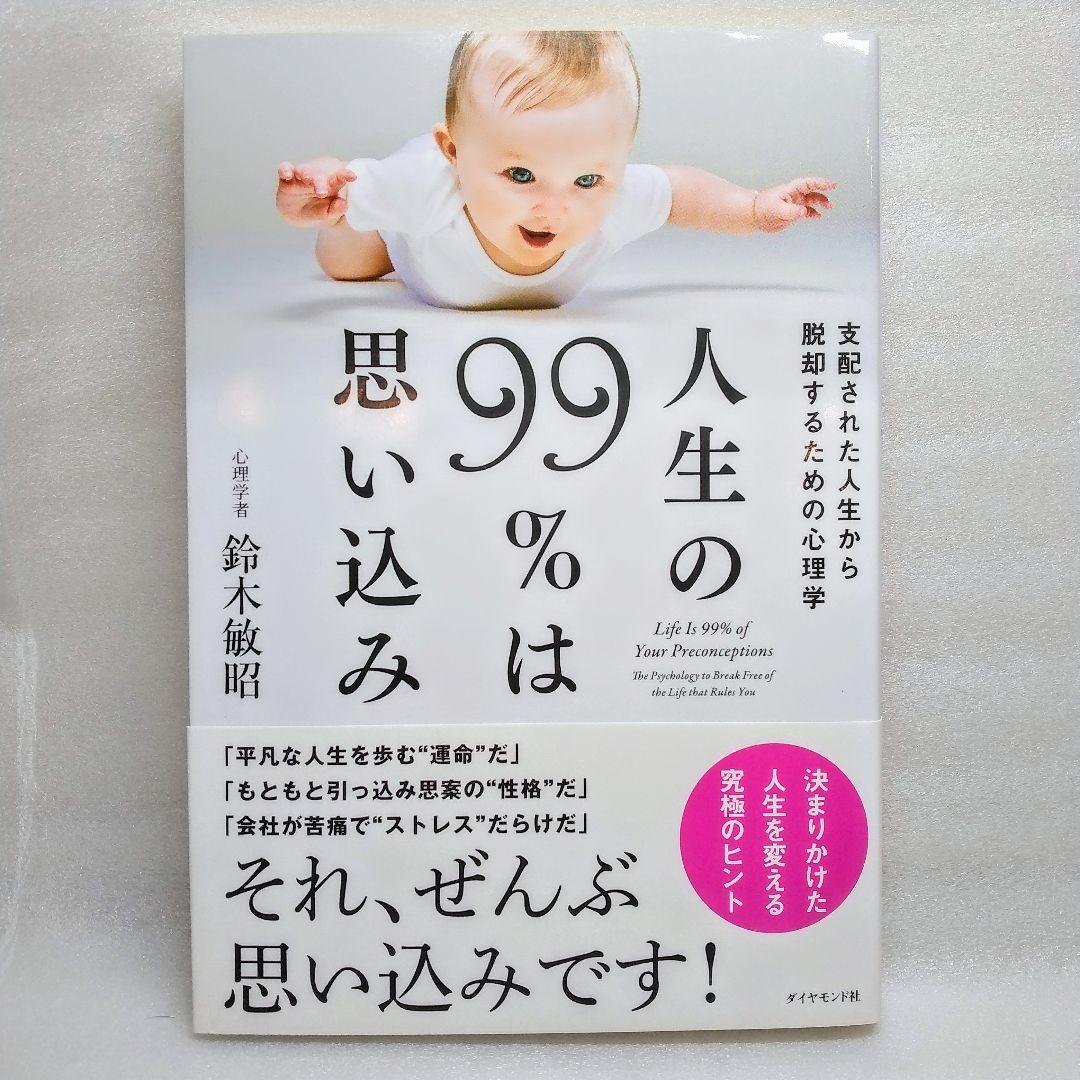 支配された人生から
脱却するための心理学
人生の
99%は
思い込み
Life Is 99% of
Your Preconceptions
The Psychology to Break Free of
the Life that Rules You
心理学者 鈴木敏昭
「平凡な人生を歩む“運命”だ」
「もともと引っ込み思案の“性格”だ」
「会社が苦痛で“ストレス”だらけだ」
それ、ぜんぶ
思い込みです!
決まりかけた
人生を変える
究極のヒント
ダイヤモンド社